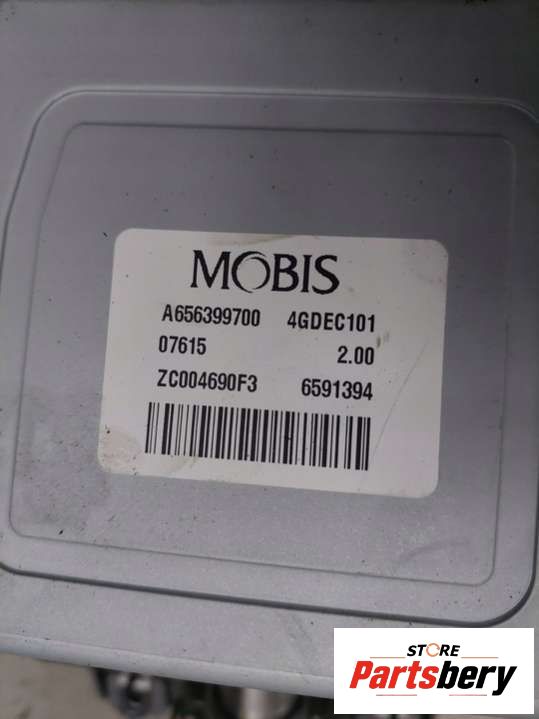 MOBIS
A656399700 4GDEC101
07615 2.00
ZC004690F3 6591394
STORE
Partsbery